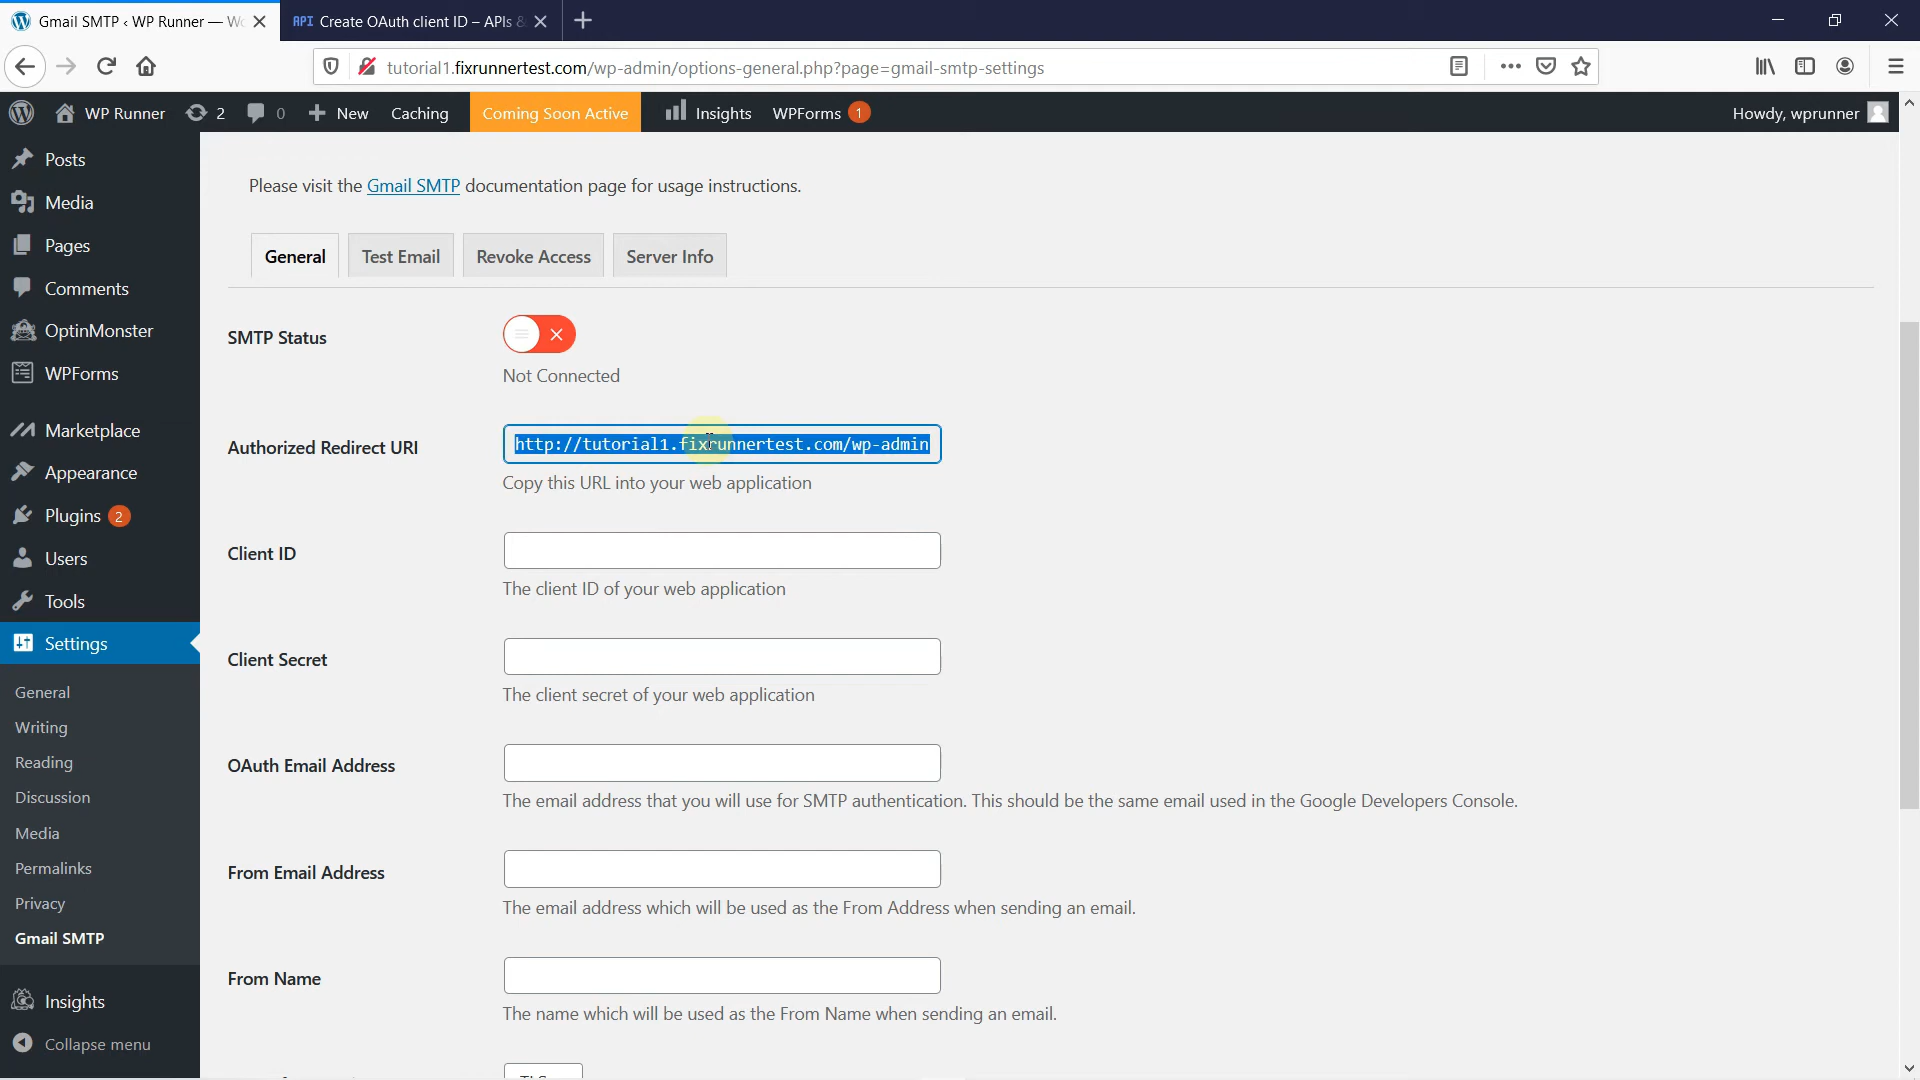 Gmail SMTP ‹ WP Runner — Wo
API Create OAuth client ID – APIs &
tutorial1.fixrunnertest.com/wp-admin/options-general.php?page=gmail-smtp-settings
WP Runner
2
0
New
Caching
Coming Soon Active
Insights
WPForms 1
Howdy, wprunner
Posts
Media
Pages
Comments
OptinMonster
WPForms
Marketplace
Appearance
Plugins 2
Users
Tools
Settings
General
Writing
Reading
Discussion
Media
Permalinks
Privacy
Gmail SMTP
Insights
Collapse menu
Please visit the Gmail SMTP documentation page for usage instructions.
General
Test Email
Revoke Access
Server Info
SMTP Status
Not Connected
Authorized Redirect URI
http://tutorial1.fixrunnertest.com/wp-admin
Copy this URL into your web application
Client ID
The client ID of your web application
Client Secret
The client secret of your web application
OAuth Email Address
The email address that you will use for SMTP authentication. This should be the same email used in the Google Developers Console.
From Email Address
The email address which will be used as the From Address when sending an email.
From Name
The name which will be used as the From Name when sending an email.